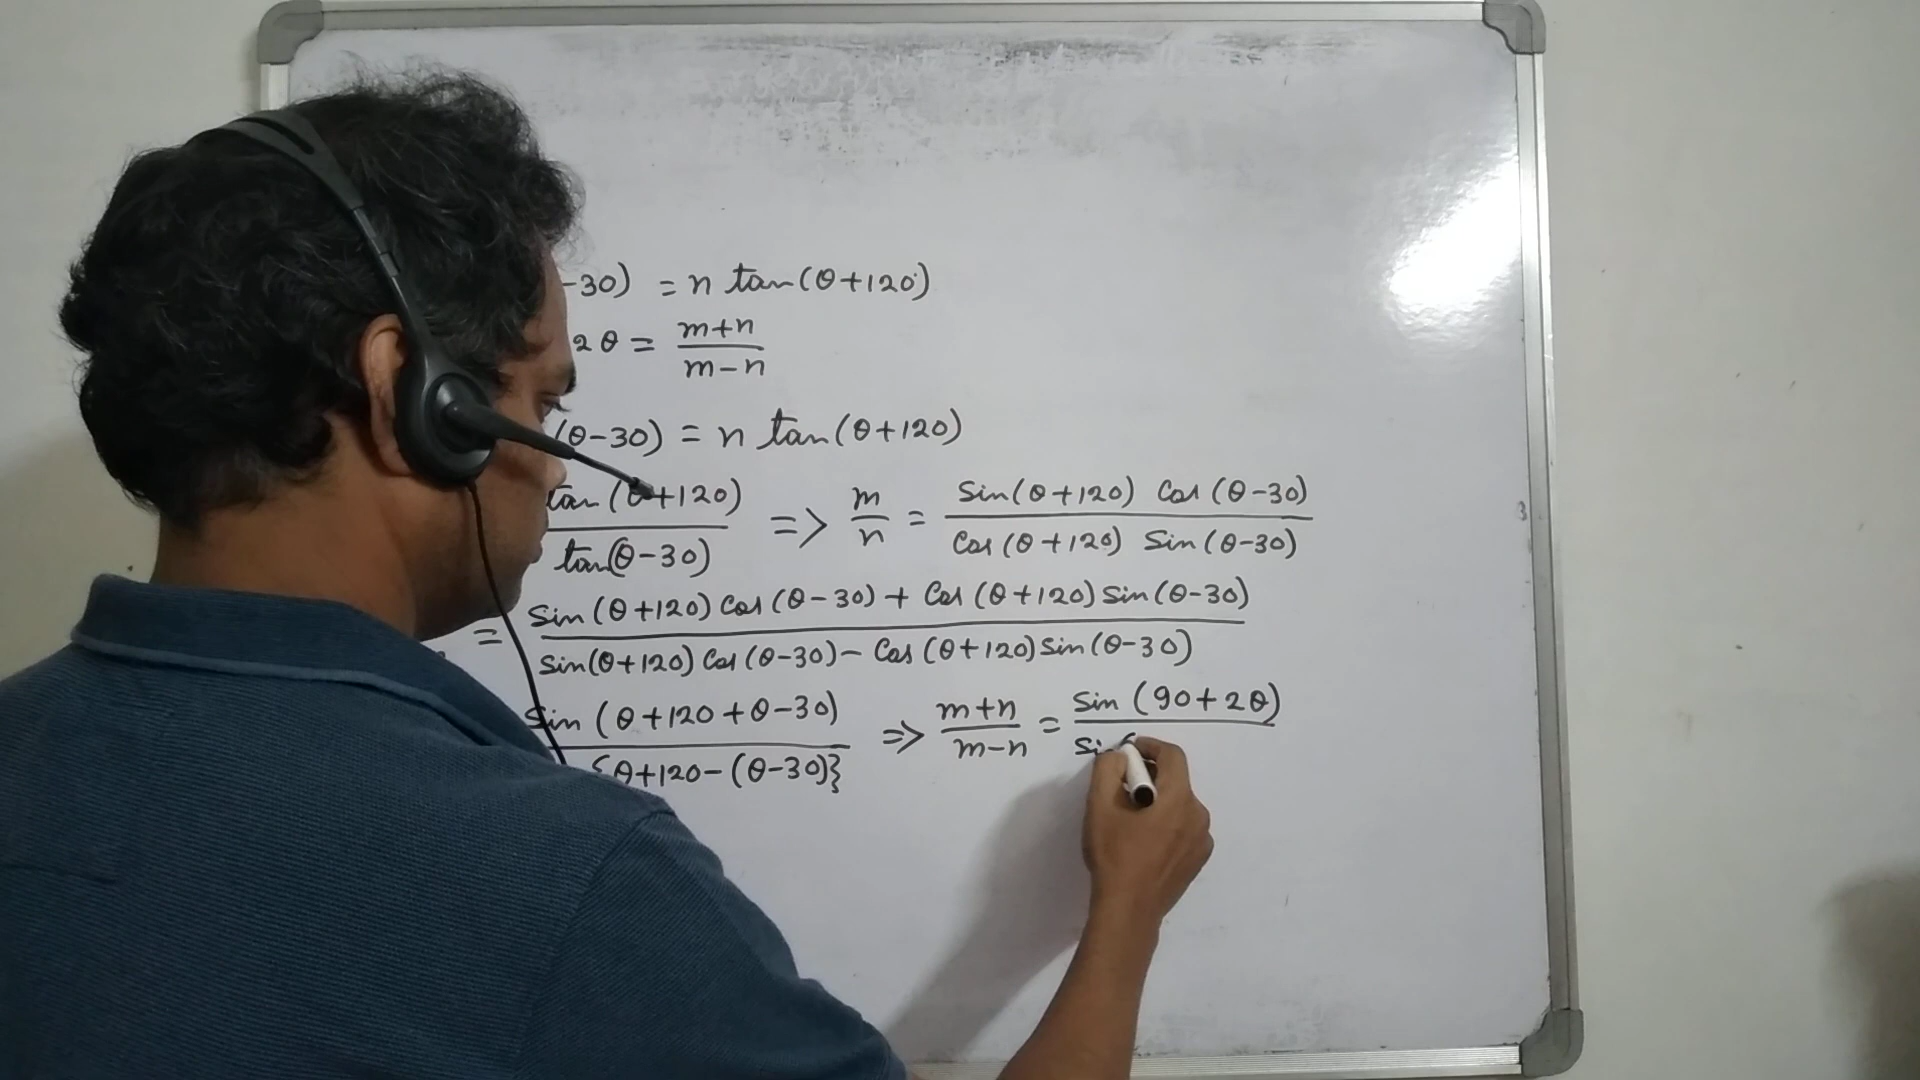 -30) = n tan(θ+120)
2θ = m+n / m-n
(θ-30) = n tan(θ+120)
tan(θ+120) / tan(θ-30) => m/n = Sin(θ+120) Cos(θ-30) / Cos(θ+120) Sin(θ-30)
= Sin(θ+120) Cos(θ-30) + Cos(θ+120) Sin(θ-30) / Sin(θ+120) Cos(θ-30) - Cos(θ+120) Sin(θ-30)
Sin (θ+120+θ-30) / {θ+120-(θ-30)} => m+n / m-n = Sin (90+2θ) / Sin(